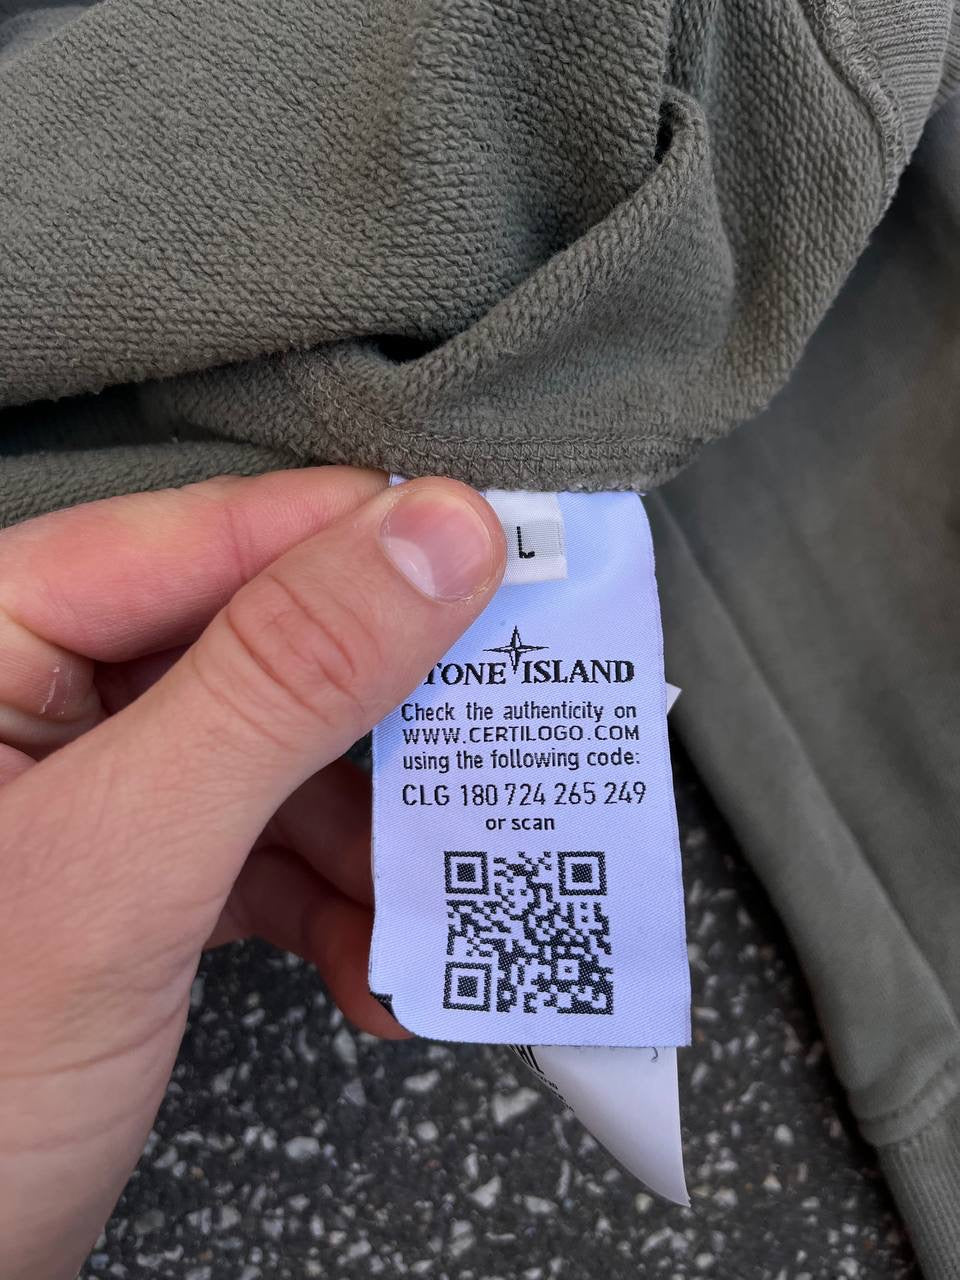 L
TONE ISLAND
Check the authenticity on
WWW.CERTILOGO.COM
using the following code:
CLG 180 724 265 249
or scan